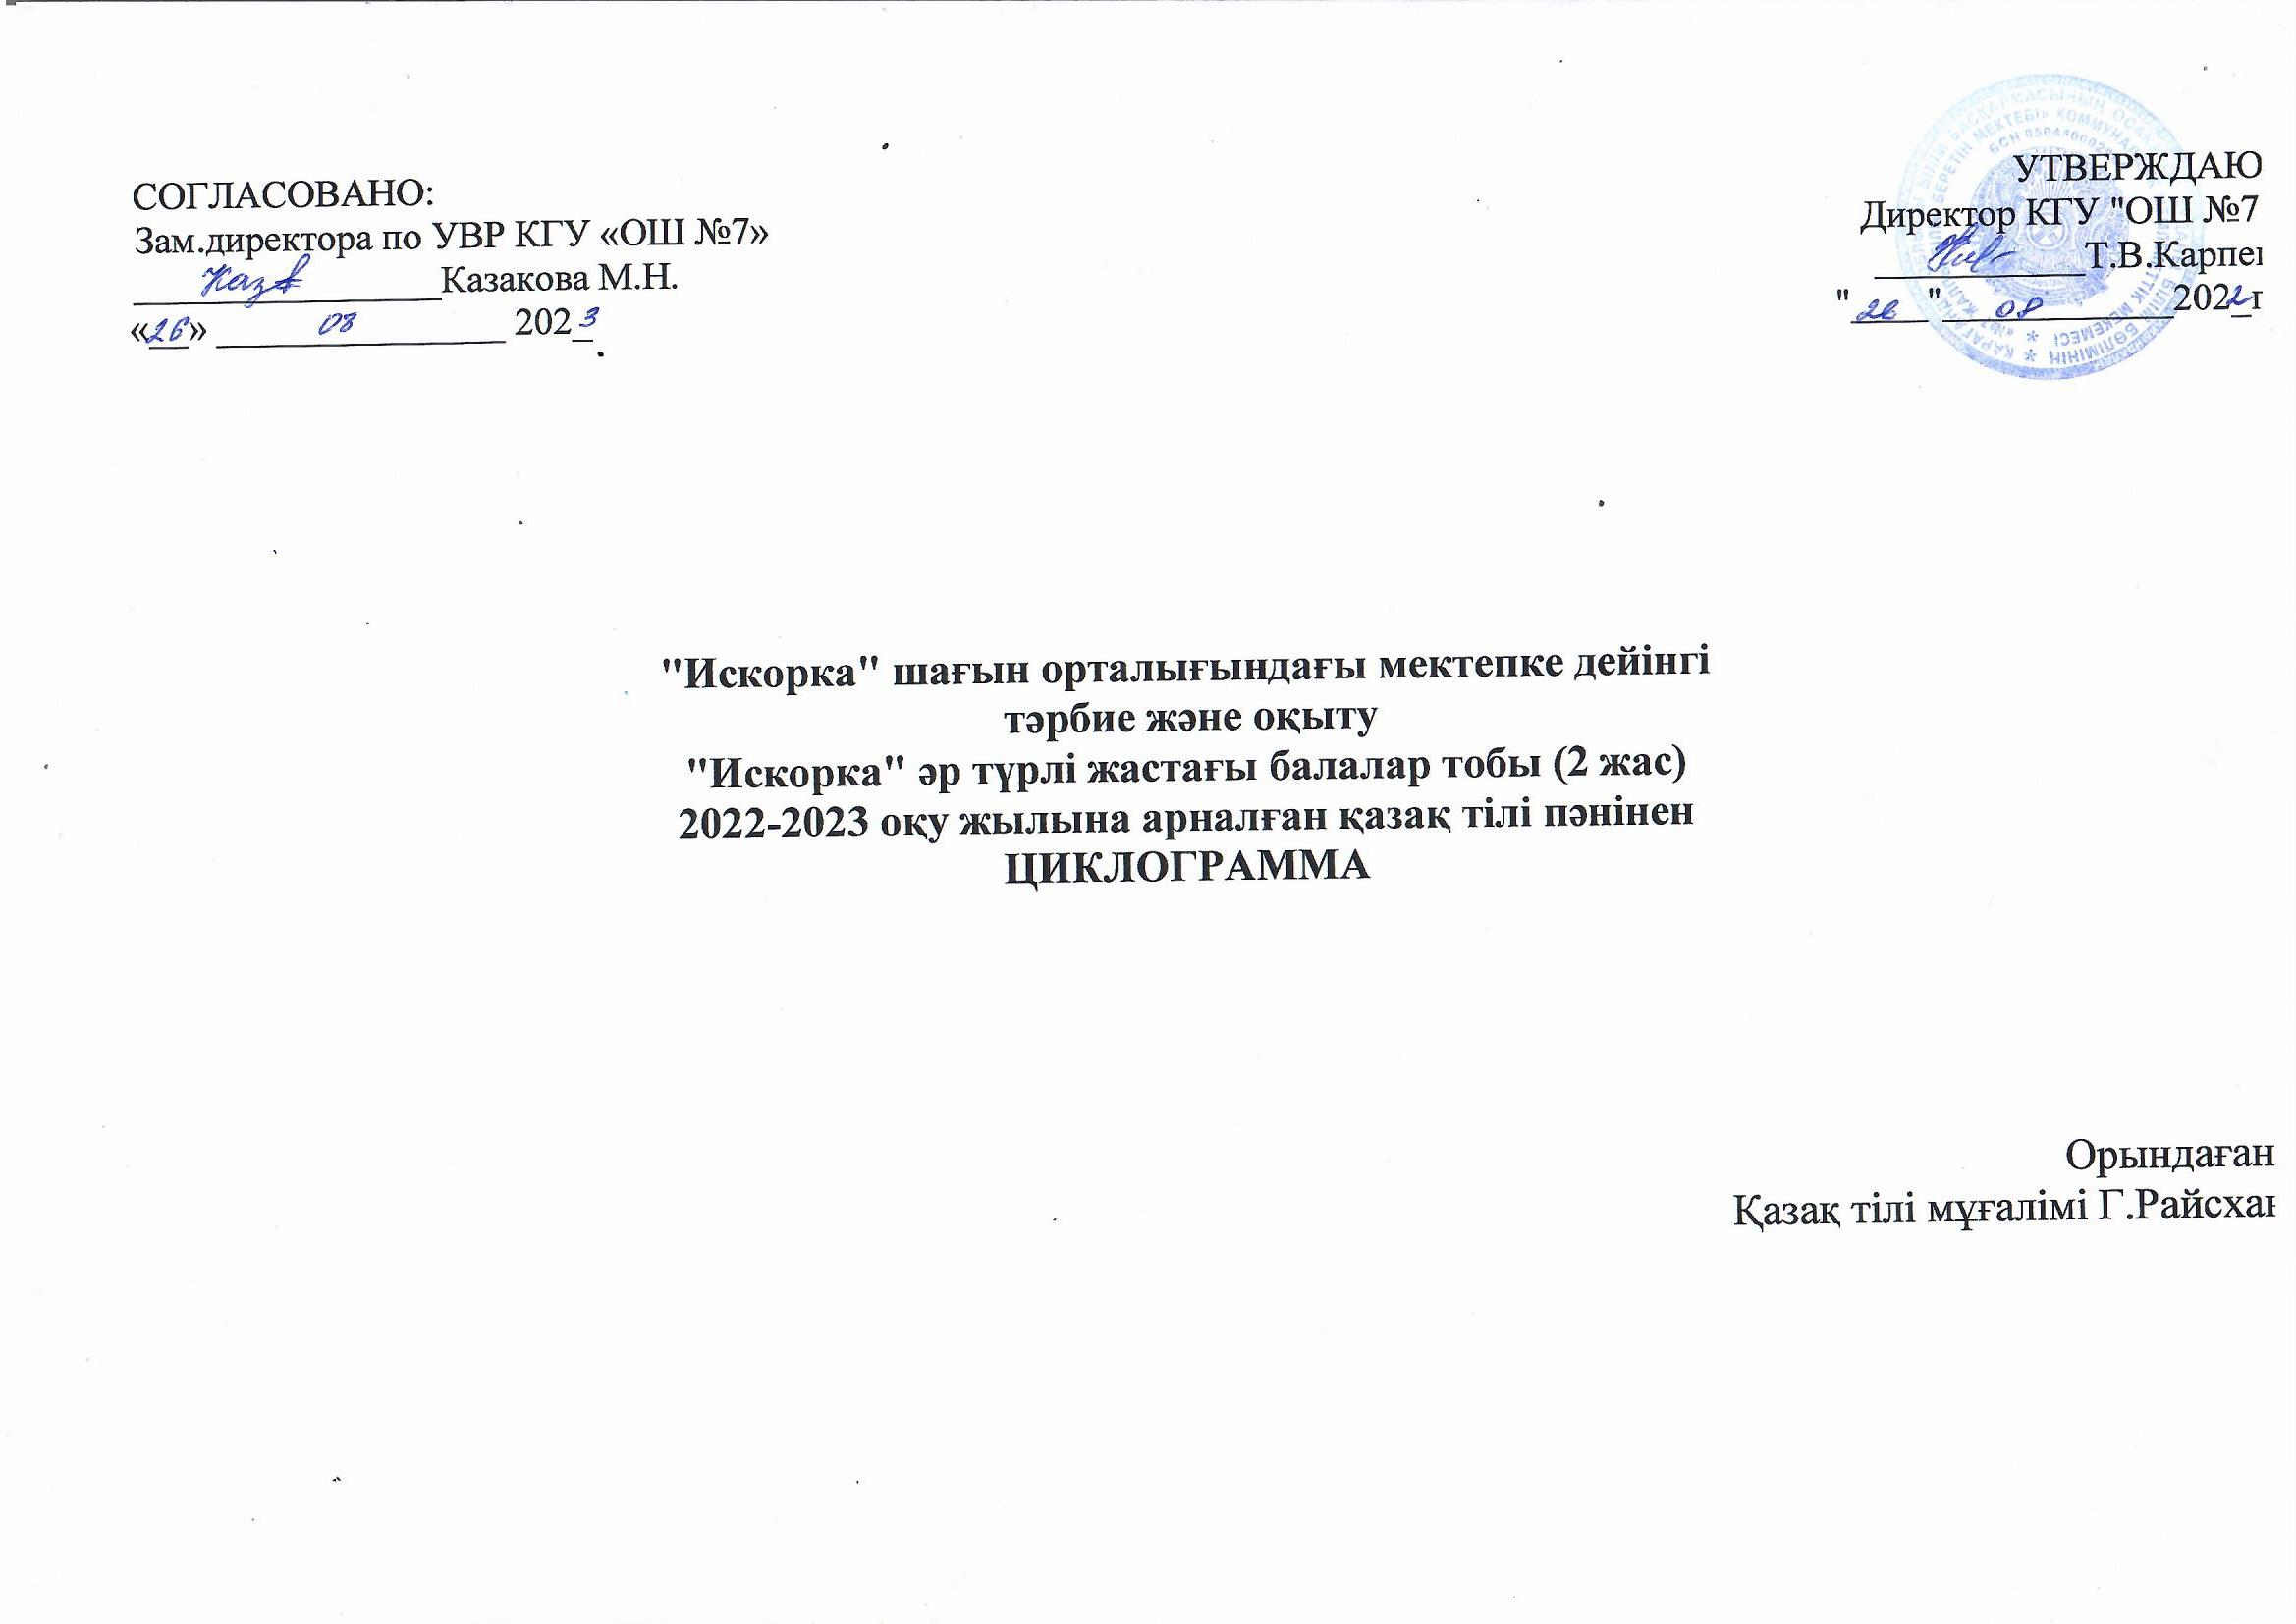 СОГЛАСОВАНО:
Зам.директора по УВР КГУ «ОШ №7»
Казакова М.Н.
«26» 08 2023
УТВЕРЖДАЮ
Директор КГУ "ОШ №7
Т.В.Карпе
"26" 08 2022г
"Искорка" шағын орталығындағы мектепке дейінгі
тәрбие және оқыту
"Искорка" әр түрлі жастағы балалар тобы (2 жас)
2022-2023 оқу жылына арналған қазақ тілі пәнінен
ЦИКЛОГРАММА
Орындаған
Қазақ тілі мұғалімі Г.Райсха